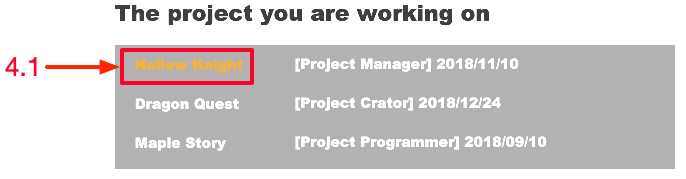 The project you are working on
4.1
Hollow Knight [Project Manager] 2018/11/10
Dragon Quest [Project Crator] 2018/12/24
Maple Story [Project Programmer] 2018/09/10